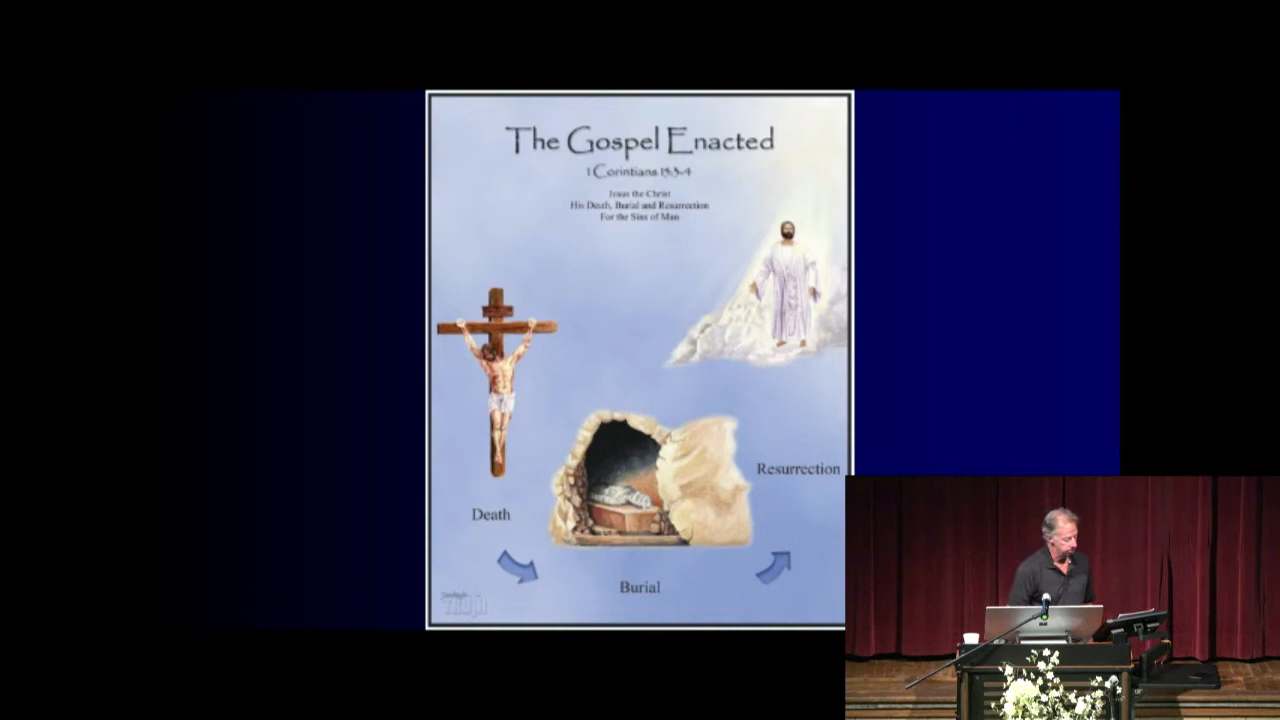 The Gospel Enacted
1 Corintians 15:3-4
Jesus the Christ
His Death, Burial and Resurrection
For the Sins of Man
Resurrection
Death
Burial